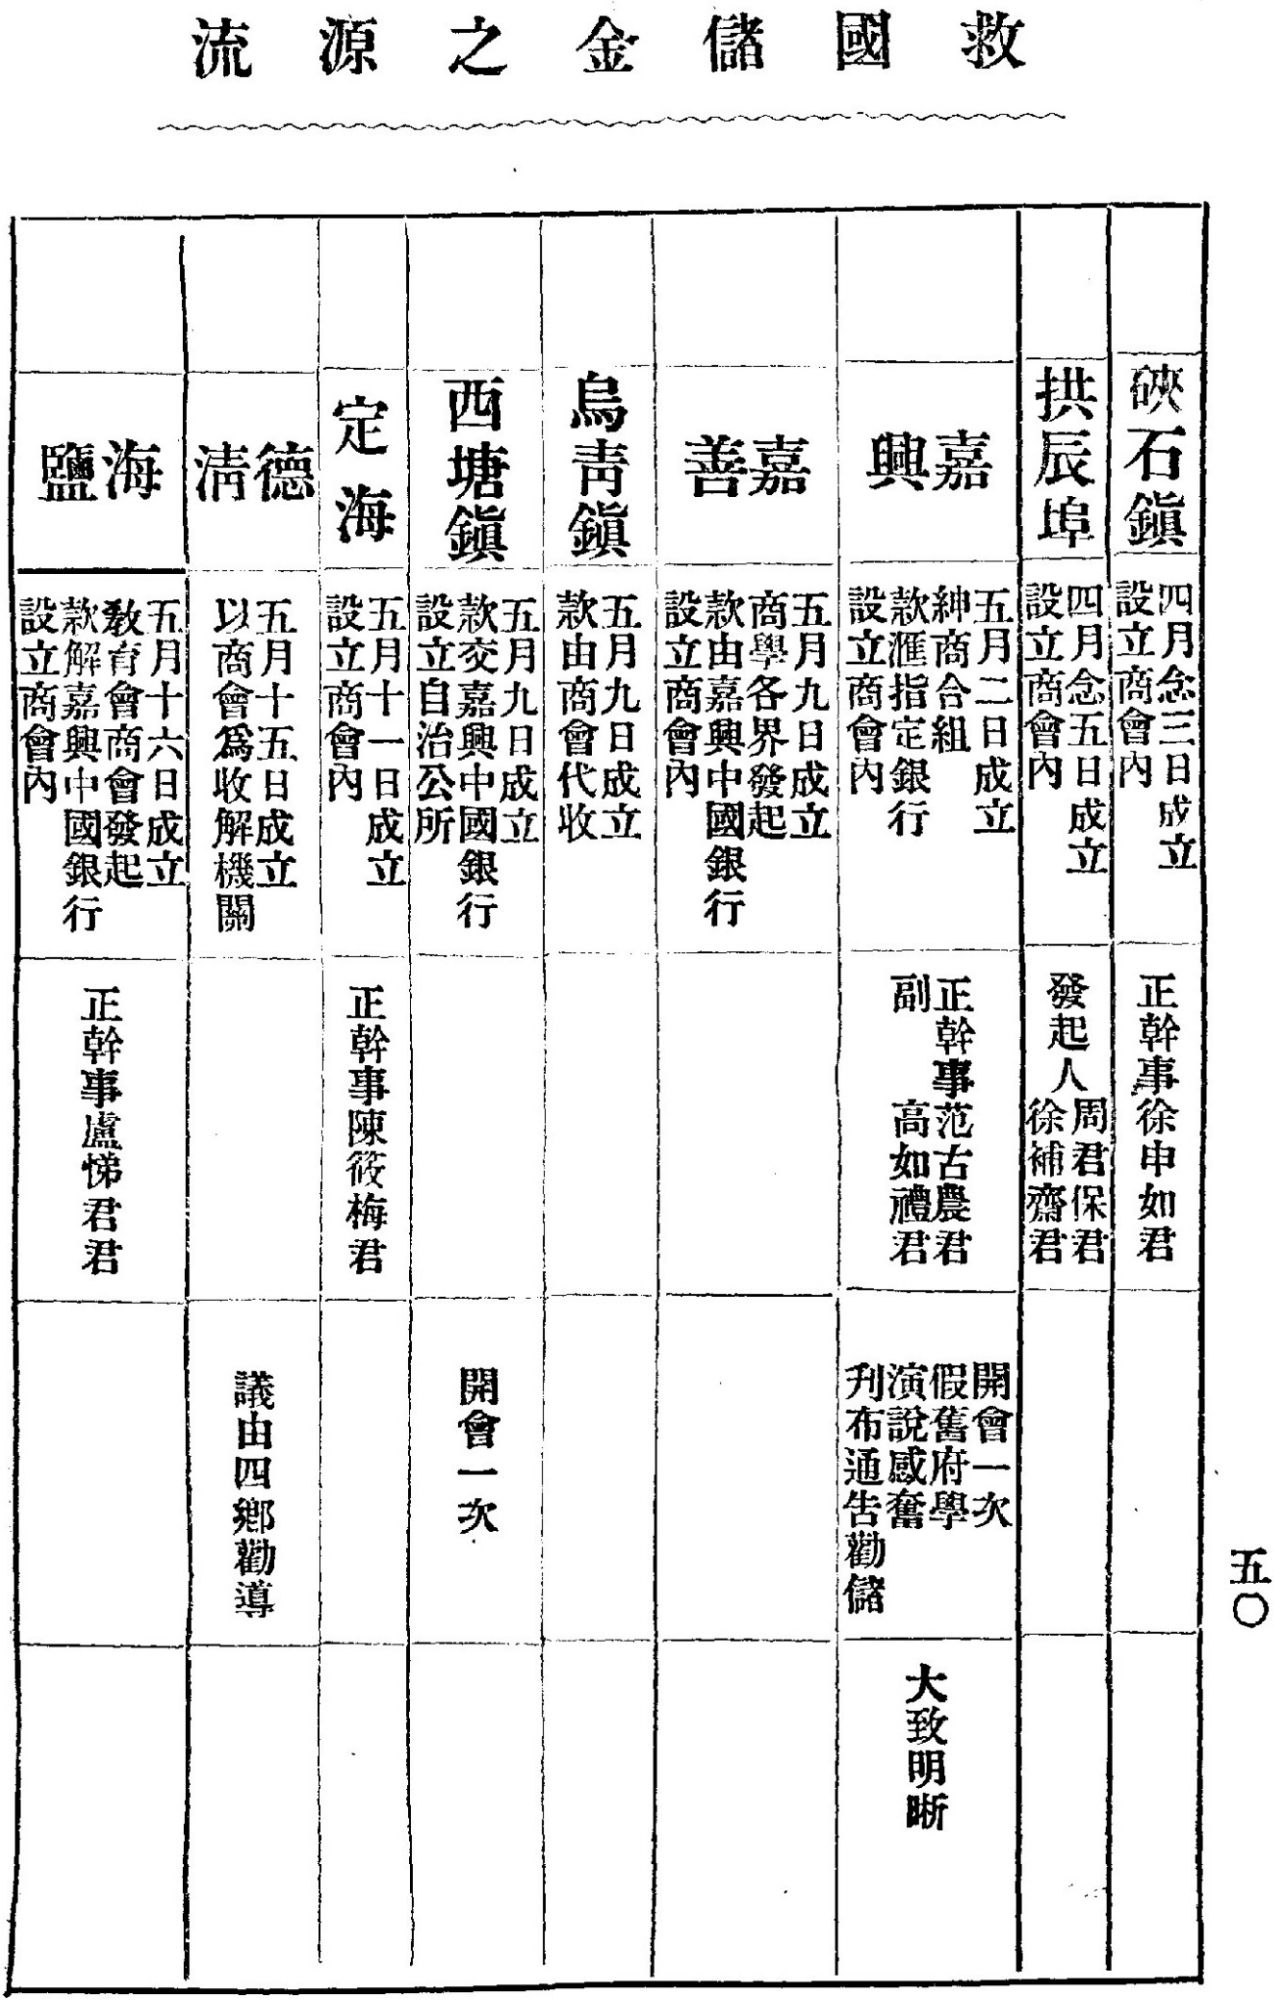 救國儲金之源流
硤石鎭
四月念三日成立
設立商會內
正幹事徐申如君
拱辰埠
四月念五日成立
設立商會內
發起人
周君保君
徐補齋君
嘉興
五月二日成立
紳商合組
款滙指定銀行
設立商會內
正幹事范古農君
副 高如禮君
開會一次
假舊府學
演說感奮
刋布通告勸儲
大致明晰
嘉善
五月九日成立
商學各界發起
款由嘉興中國銀行
設立商會內
烏靑鎭
五月九日成立
款由商會代收
西塘鎭
五月九日成立
款交嘉興中國銀行
設立自治公所
開會一次
定海
五月十一日成立
設立商會內
正幹事陳筱梅君
德淸
五月十五日成立
以商會爲收解機關
議由四鄉勸導
海鹽
五月十六日成立
敎育會商會發起
款解嘉興中國銀行
設立商會內
正幹事盧悌君君
五〇